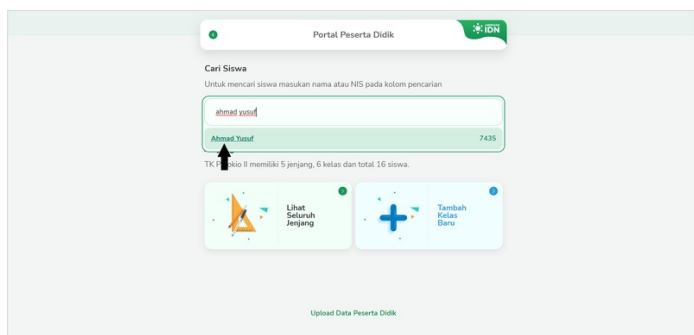 Portal Peserta Didik
IDN
Cari Siswa
Untuk mencari siswa masukan nama atau NIS pada kolom pencarian
ahmad yusuf
Ahmad Yusuf 7435
TK II memiliki 5 jenjang, 6 kelas dan total 16 siswa.
Lihat
Seluruh
Jenjang
Tambah
Kelas
Baru
Upload Data Peserta Didik